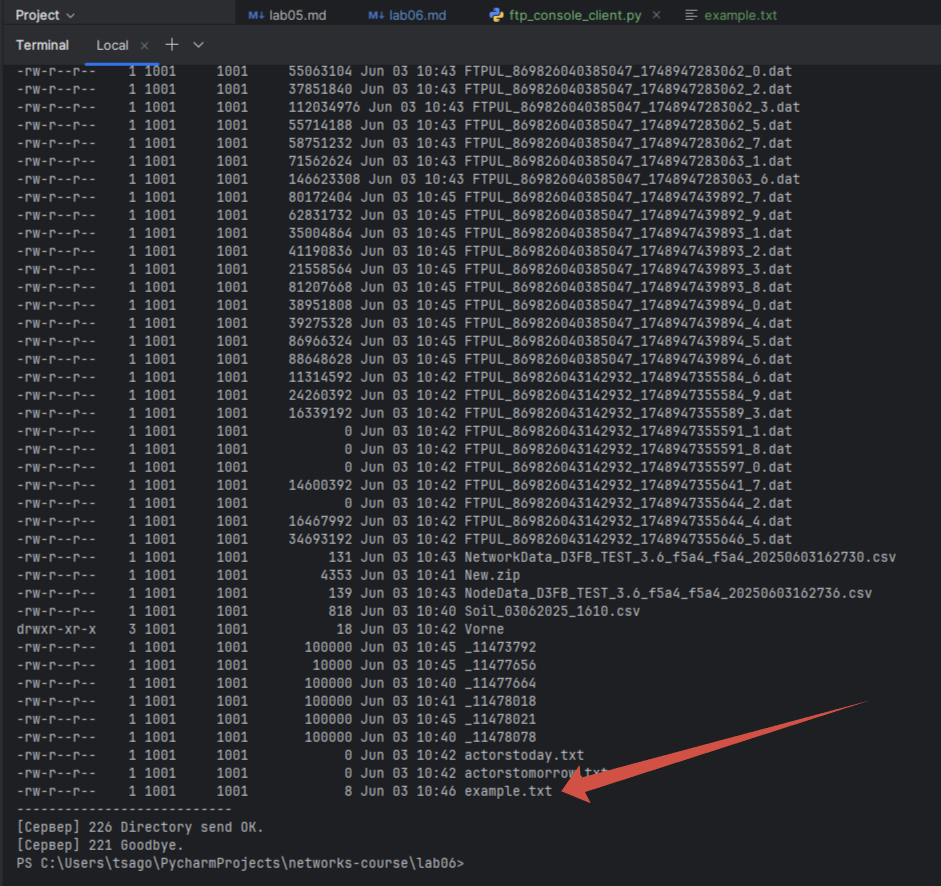 Project
lab05.md
lab06.md
ftp_console_client.py
example.txt
Terminal Local
-rw-r--r-- 1 1001 1001 55063104 Jun 03 10:43 FTPUL_869826040385047_1748947283062_0.dat
-rw-r--r-- 1 1001 1001 37851840 Jun 03 10:43 FTPUL_869826040385047_1748947283062_2.dat
-rw-r--r-- 1 1001 1001 112034976 Jun 03 10:43 FTPUL_869826040385047_1748947283062_3.dat
-rw-r--r-- 1 1001 1001 55714188 Jun 03 10:43 FTPUL_869826040385047_1748947283062_5.dat
-rw-r--r-- 1 1001 1001 58751232 Jun 03 10:43 FTPUL_869826040385047_1748947283062_7.dat
-rw-r--r-- 1 1001 1001 71562624 Jun 03 10:43 FTPUL_869826040385047_1748947283063_1.dat
-rw-r--r-- 1 1001 1001 146623308 Jun 03 10:43 FTPUL_869826040385047_1748947283063_6.dat
-rw-r--r-- 1 1001 1001 80172404 Jun 03 10:45 FTPUL_869826040385047_1748947439892_7.dat
-rw-r--r-- 1 1001 1001 62831732 Jun 03 10:45 FTPUL_869826040385047_1748947439892_9.dat
-rw-r--r-- 1 1001 1001 35004864 Jun 03 10:45 FTPUL_869826040385047_1748947439893_1.dat
-rw-r--r-- 1 1001 1001 41190836 Jun 03 10:45 FTPUL_869826040385047_1748947439893_2.dat
-rw-r--r-- 1 1001 1001 21558564 Jun 03 10:45 FTPUL_869826040385047_1748947439893_3.dat
-rw-r--r-- 1 1001 1001 81207668 Jun 03 10:45 FTPUL_869826040385047_1748947439893_8.dat
-rw-r--r-- 1 1001 1001 38951808 Jun 03 10:45 FTPUL_869826040385047_1748947439894_0.dat
-rw-r--r-- 1 1001 1001 39275328 Jun 03 10:45 FTPUL_869826040385047_1748947439894_4.dat
-rw-r--r-- 1 1001 1001 86966324 Jun 03 10:45 FTPUL_869826040385047_1748947439894_5.dat
-rw-r--r-- 1 1001 1001 88648628 Jun 03 10:45 FTPUL_869826040385047_1748947439894_6.dat
-rw-r--r-- 1 1001 1001 11314592 Jun 03 10:42 FTPUL_869826043142932_1748947355584_6.dat
-rw-r--r-- 1 1001 1001 24260392 Jun 03 10:42 FTPUL_869826043142932_1748947355584_9.dat
-rw-r--r-- 1 1001 1001 16339192 Jun 03 10:42 FTPUL_869826043142932_1748947355589_3.dat
-rw-r--r-- 1 1001 1001 0 Jun 03 10:42 FTPUL_869826043142932_1748947355591_1.dat
-rw-r--r-- 1 1001 1001 0 Jun 03 10:42 FTPUL_869826043142932_1748947355591_8.dat
-rw-r--r-- 1 1001 1001 0 Jun 03 10:42 FTPUL_869826043142932_1748947355597_0.dat
-rw-r--r-- 1 1001 1001 14600392 Jun 03 10:42 FTPUL_869826043142932_1748947355641_7.dat
-rw-r--r-- 1 1001 1001 0 Jun 03 10:42 FTPUL_869826043142932_1748947355644_2.dat
-rw-r--r-- 1 1001 1001 16467992 Jun 03 10:42 FTPUL_869826043142932_1748947355644_4.dat
-rw-r--r-- 1 1001 1001 34693192 Jun 03 10:42 FTPUL_869826043142932_1748947355646_5.dat
-rw-r--r-- 1 1001 1001 131 Jun 03 10:43 NetworkData_D3FB_TEST_3.6_f5a4_f5a4_20250603162730.csv
-rw-r--r-- 1 1001 1001 4353 Jun 03 10:41 New.zip
-rw-r--r-- 1 1001 1001 139 Jun 03 10:43 NodeData_D3FB_TEST_3.6_f5a4_f5a4_20250603162736.csv
-rw-r--r-- 1 1001 1001 818 Jun 03 10:40 Soil_03062025_1610.csv
drwxr-xr-x 3 1001 1001 18 Jun 03 10:42 Vorne
-rw-r--r-- 1 1001 1001 100000 Jun 03 10:45 _11473792
-rw-r--r-- 1 1001 1001 10000 Jun 03 10:45 _11477656
-rw-r--r-- 1 1001 1001 100000 Jun 03 10:40 _11477664
-rw-r--r-- 1 1001 1001 100000 Jun 03 10:41 _11478018
-rw-r--r-- 1 1001 1001 100000 Jun 03 10:45 _11478021
-rw-r--r-- 1 1001 1001 100000 Jun 03 10:40 _11478078
-rw-r--r-- 1 1001 1001 0 Jun 03 10:42 actorstoday.txt
-rw-r--r-- 1 1001 1001 0 Jun 03 10:42 actorstomorrow.txt
-rw-r--r-- 1 1001 1001 8 Jun 03 10:46 example.txt
---------------------------
[Сервер] 226 Directory send OK.
[Сервер] 221 Goodbye.
PS C:\Users\tsago\PycharmProjects\networks-course\lab06>